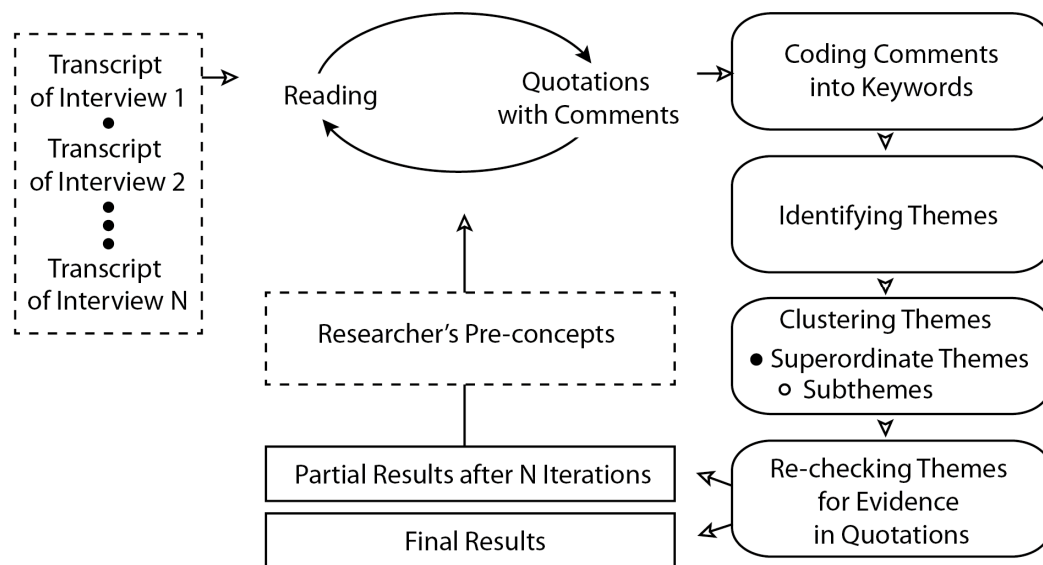 Transcript
of Interview 1
Transcript
of Interview 2
Transcript
of Interview N
Reading
Quotations
with Comments
Coding Comments
into Keywords
Identifying Themes
Clustering Themes
Superordinate Themes
Subthemes
Re-checking Themes
for Evidence
in Quotations
Researcher’s Pre-concepts
Partial Results after N Iterations
Final Results